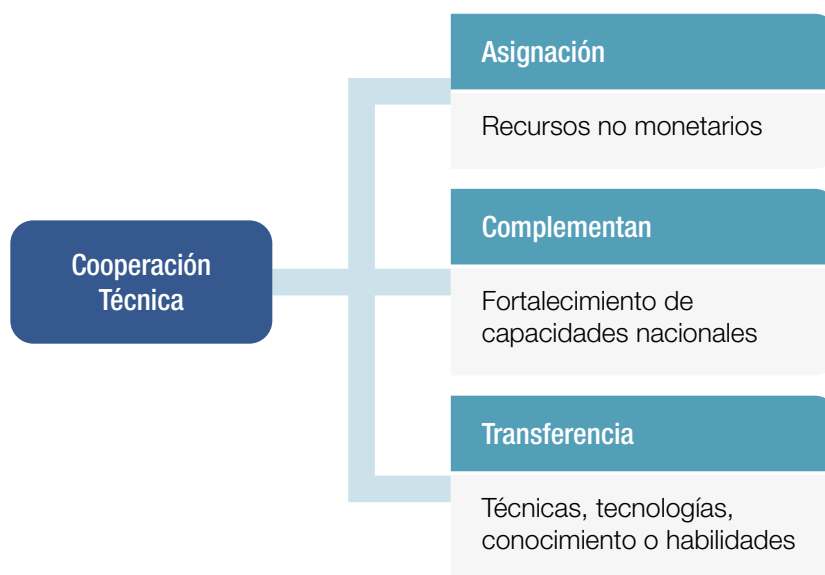 Cooperación
Técnica
Asignación
Recursos no monetarios
Complementan
Fortalecimiento de
capacidades nacionales
Transferencia
Técnicas, tecnologías,
conocimiento o habilidades